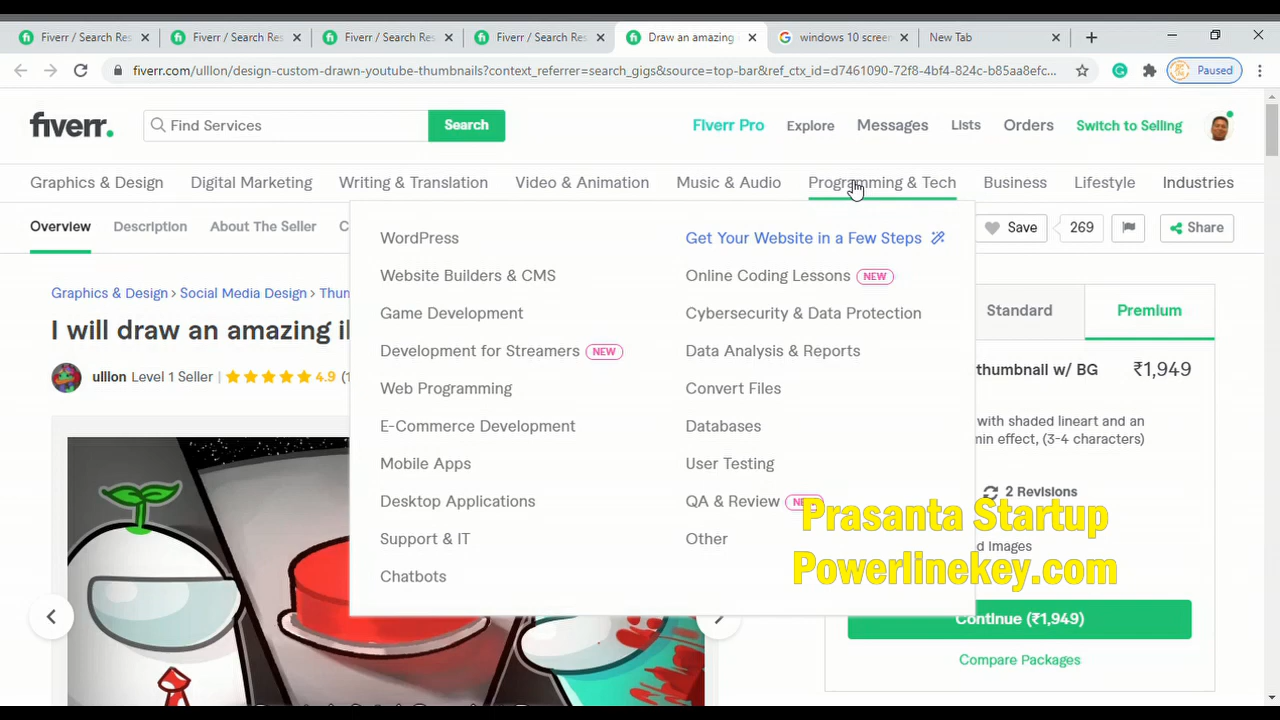 Fiverr / Search Res
Fiverr / Search Res
Fiverr / Search Res
Fiverr / Search Res
Draw an amazing
windows 10 screen
New Tab
fiverr.com/ulllon/design-custom-drawn-youtube-thumbnails?context_referrer=search_gigs&source=top-bar&ref_ctx_id=d7461090-72f8-4bf4-824c-b85aa8efc...
Paused
fiverr.
Find Services
Search
Fiverr Pro
Explore
Messages
Lists
Orders
Switch to Selling
Graphics & Design
Digital Marketing
Writing & Translation
Video & Animation
Music & Audio
Programming & Tech
Business
Lifestyle
Industries
Overview
Description
About The Seller
C
Save
269
Share
WordPress
Website Builders & CMS
Game Development
Development for Streamers NEW
Web Programming
E-Commerce Development
Mobile Apps
Desktop Applications
Support & IT
Chatbots
Get Your Website in a Few Steps
Online Coding Lessons NEW
Cybersecurity & Data Protection
Data Analysis & Reports
Convert Files
Databases
User Testing
QA & Review NEW
Other
Graphics & Design > Social Media Design > Thun
I will draw an amazing il
ulllon Level 1 Seller | 4.9 (1
Standard
Premium
thumbnall w/ BG ₹1,949
with shaded lineart and an
min effect, (3-4 characters)
2 Revisions
d Images
Continue (₹1,949)
Compare Packages
Prasanta Startup
Powerlinekey.com